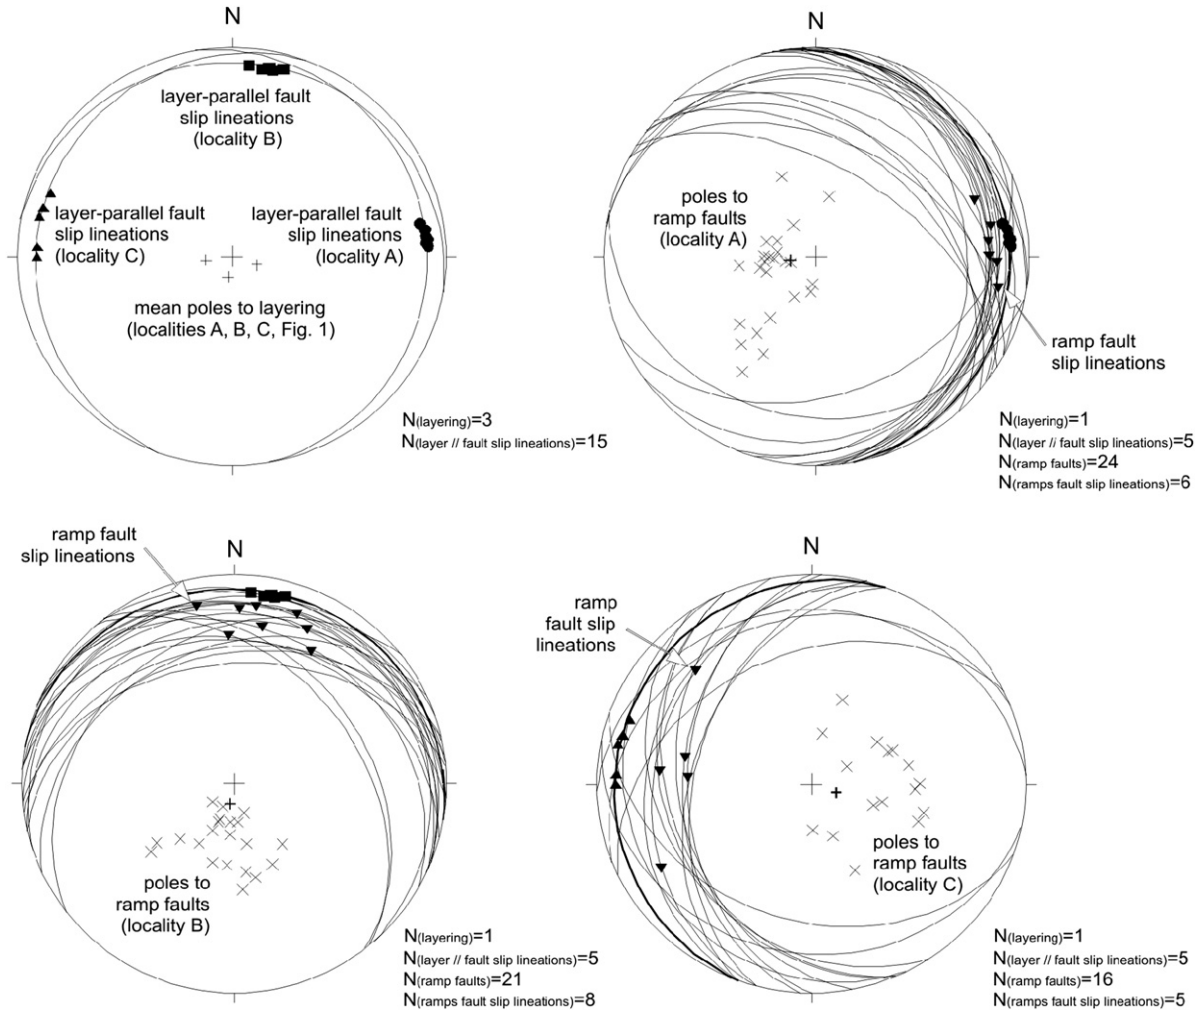 N
layer-parallel fault
slip lineations
(locality B)
layer-parallel fault
slip lineations
(locality C)
layer-parallel fault
slip lineations
(locality A)
mean poles to layering
(localities A, B, C, Fig. 1)
N(layering)=3
N(layer // fault slip lineations)=15
N
poles to
ramp faults
(locality A)
ramp fault
slip lineations
N(layering)=1
N(layer // fault slip lineations)=5
N(ramp faults)=24
N(ramps fault slip lineations)=6
ramp fault
slip lineations
N
poles to
ramp faults
(locality B)
N(layering)=1
N(layer // fault slip lineations)=5
N(ramp faults)=21
N(ramps fault slip lineations)=8
N
ramp
fault slip
lineations
poles to
ramp faults
(locality C)
N(layering)=1
N(layer // fault slip lineations)=5
N(ramp faults)=16
N(ramps fault slip lineations)=5